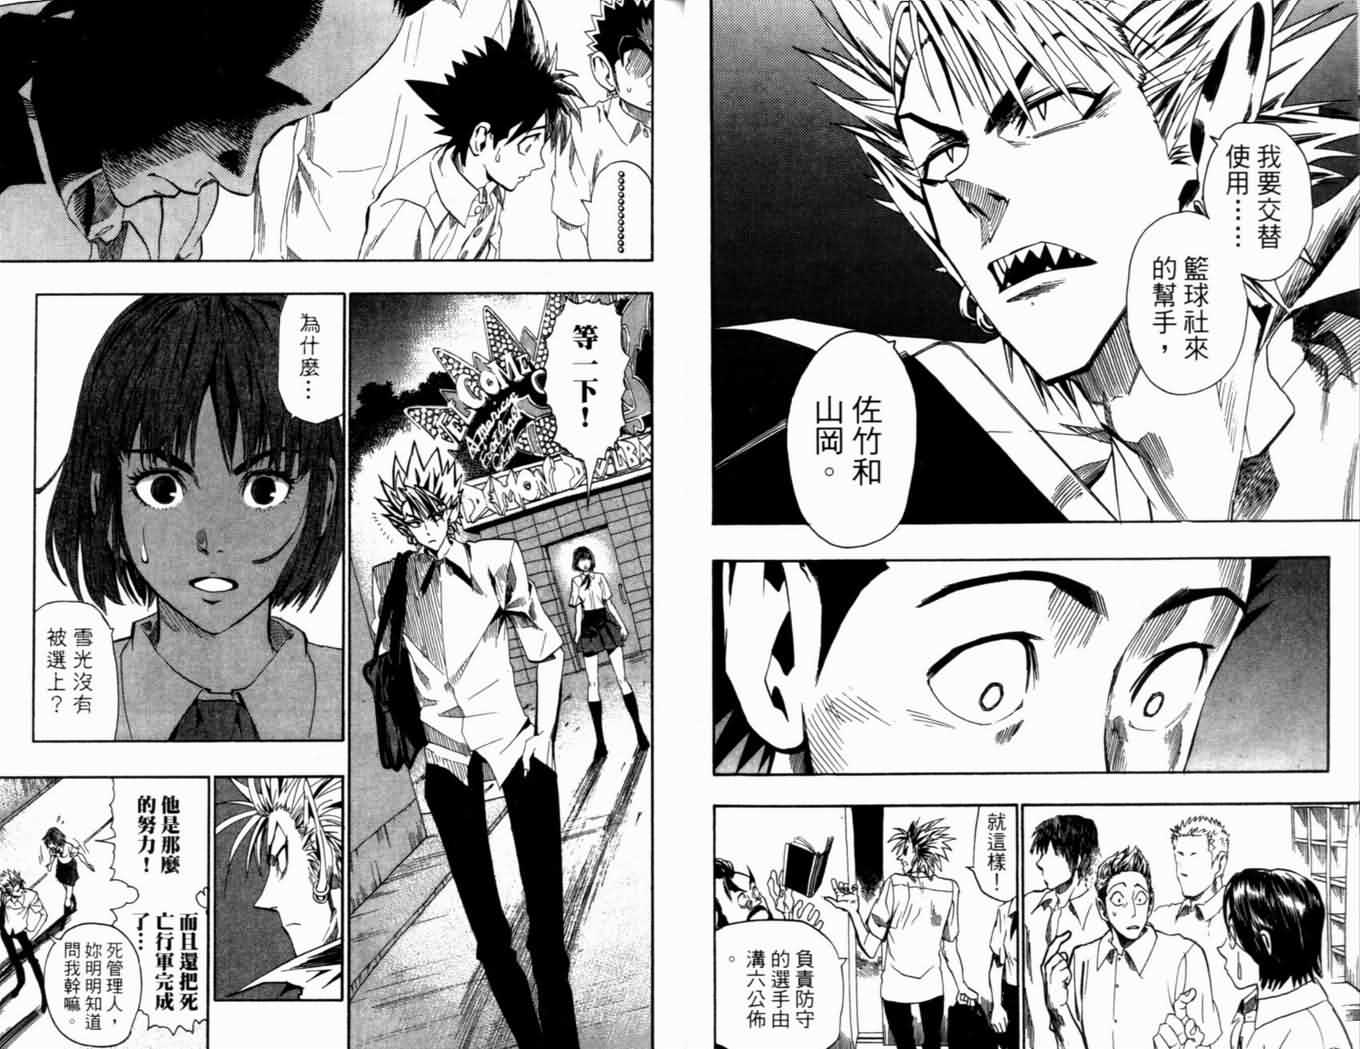 我要交替
使用……
籃球社來
的幫手，
佐竹和
山岡。
就這樣！
負責防守
的選手由
溝六公佈
。
…………
等一下！
WELCOME
為什麼…
雪光沒有
被選上？
他是那麼
的努力！
而且還把死
亡行軍完成
了…
死管理人，
妳明明知道
問我幹嘛。